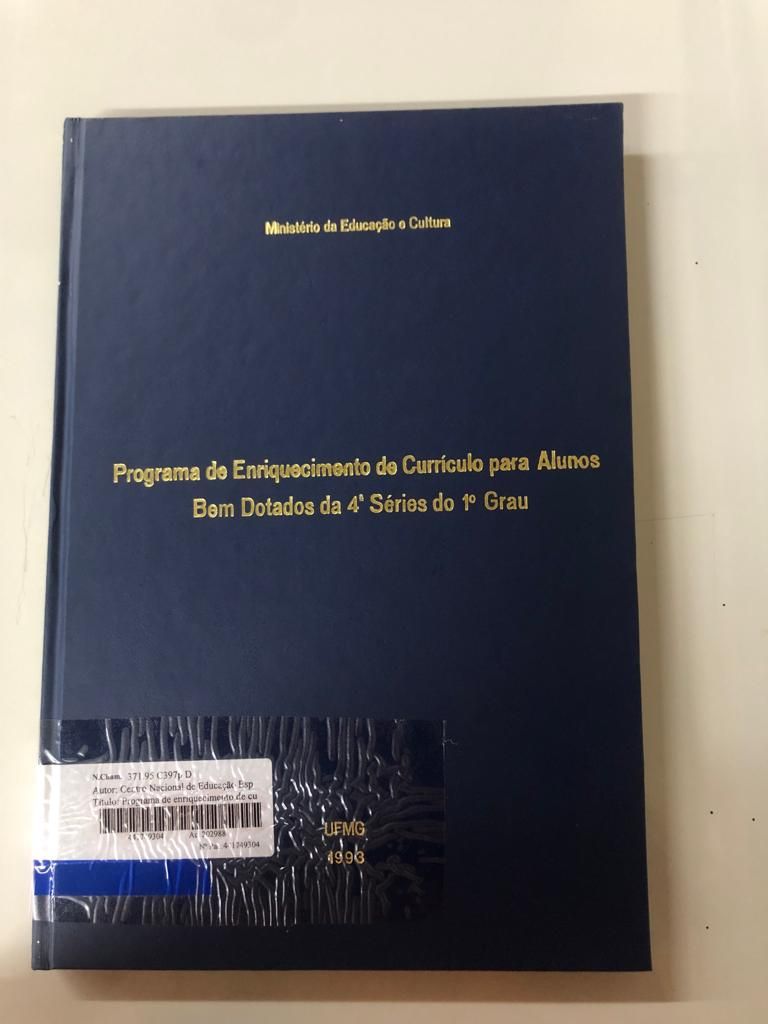 Ministério da Educação e Cultura
Programa de Enriquecimento de Currículo para Alunos
Bem Dotados da 4ª Séries do 1º Grau
N.Cham. 371.95 C397p D
Autor: Centro Nacional de Educação Esp
Título: Programa de enriquecimento de cu
202988
UFMG
1993